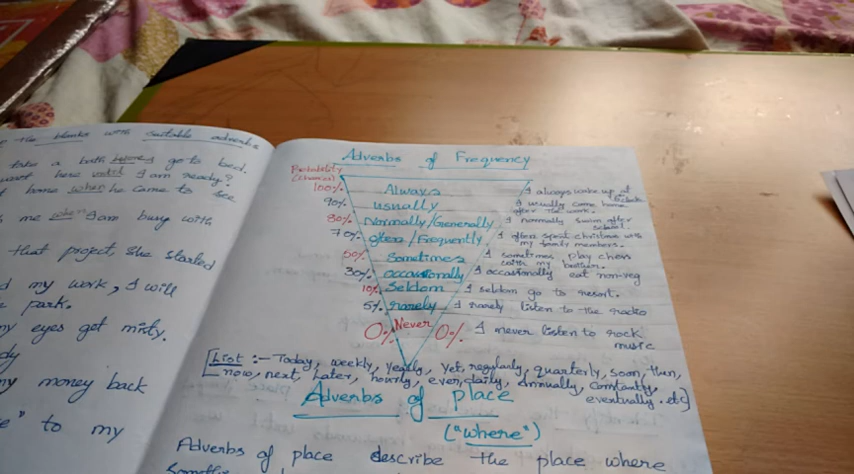 the blanks with suitable adverbs
take a bath before I go to bed.
here until I am ready?
home when he came to see
me when I am busy with
that project, She started
my work, I will
park.
my eyes get misty.
my money back
to my
Adverbs of Frequency
Probability
(chances)
100% Always I always wake up at
90% usually I usually come home
after the work.
80% Normally/Generally I normally swim after
school.
70% often/Frequently I often spent christmas with
my family members.
50% Sometimes I sometimes play chess
with my brother.
30% occasionally I occasionally eat non-veg
10% Seldom I seldom go to resort.
5% rarely I rarely listen to the radio
0% Never 0% I never listen to rock
music
[List :- Today, weekly, Yearly, Yet, regularly, quarterly, soon, then,
now, next, Later, hourly, ever, daily, annually, constantly,
eventually. etc]
Adverbs of place
("where")
Adverbs of place describe the place where